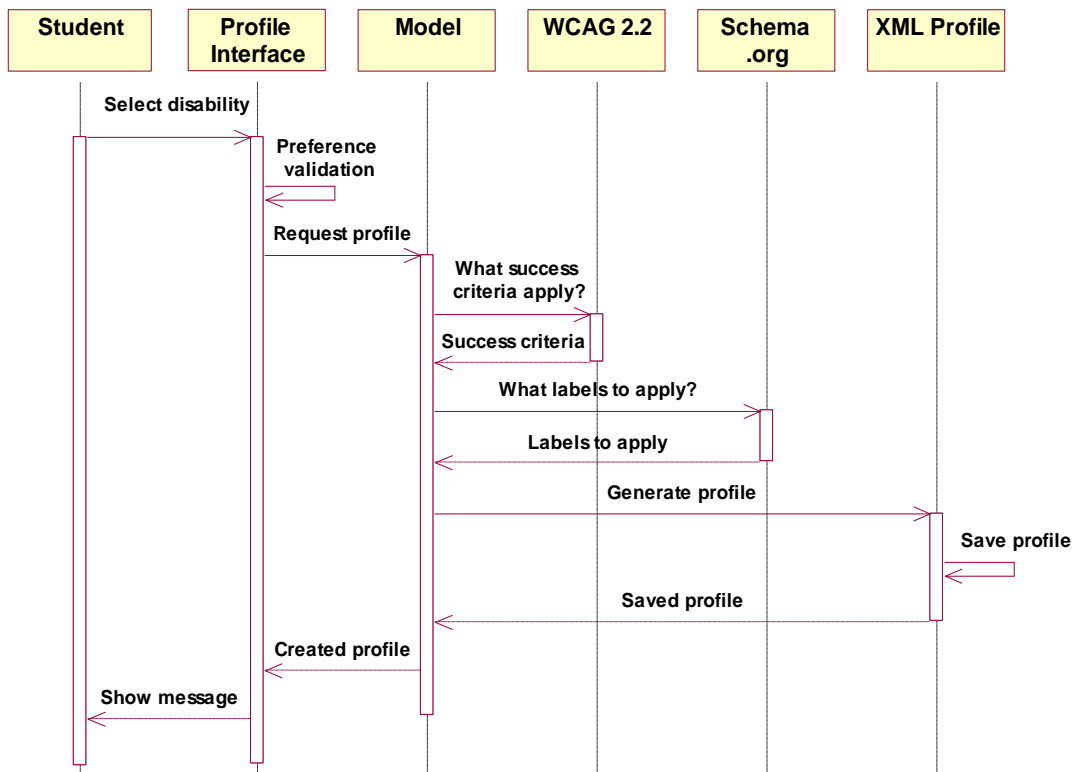 Student
Profile
Interface
Model
WCAG 2.2
Schema
.org
XML Profile
Select disability
Preference
validation
Request profile
What success
criteria apply?
Success criteria
What labels to apply?
Labels to apply
Generate profile
Save profile
Saved profile
Created profile
Show message